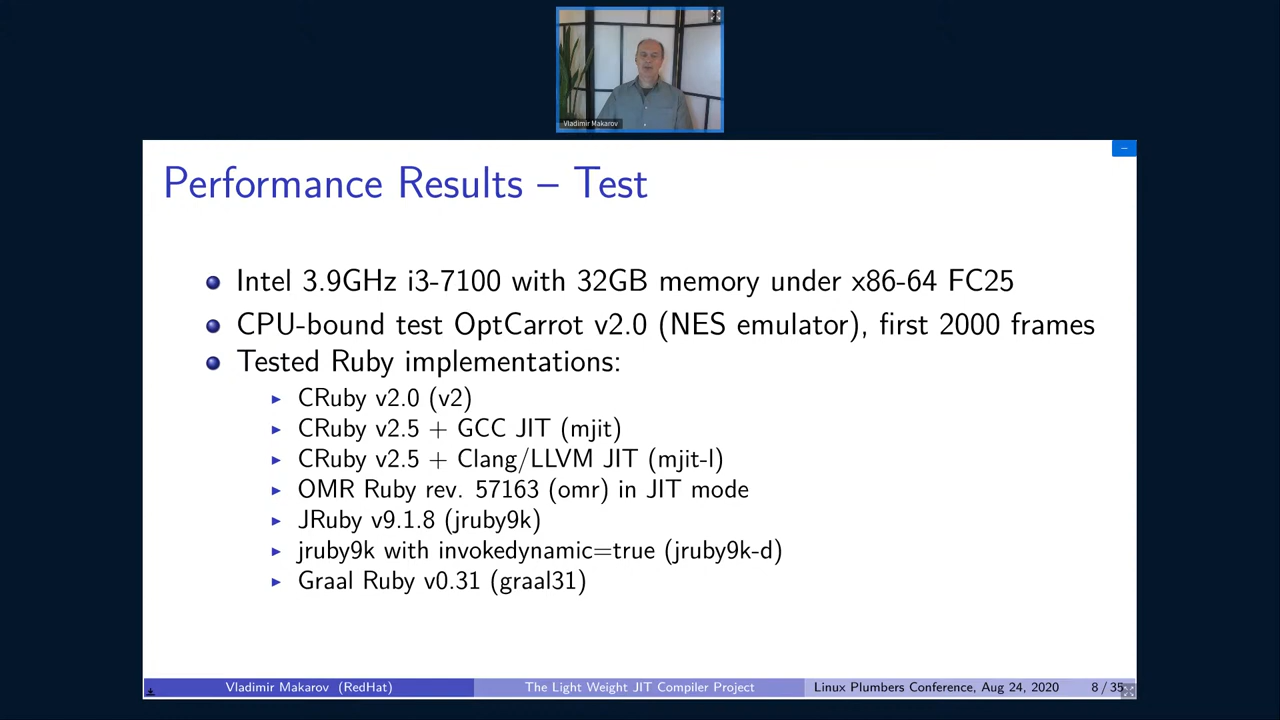 Vladimir Makarov
Performance Results – Test
Intel 3.9GHz i3-7100 with 32GB memory under x86-64 FC25
CPU-bound test OptCarrot v2.0 (NES emulator), first 2000 frames
Tested Ruby implementations:
CRuby v2.0 (v2)
CRuby v2.5 + GCC JIT (mjit)
CRuby v2.5 + Clang/LLVM JIT (mjit-l)
OMR Ruby rev. 57163 (omr) in JIT mode
JRuby v9.1.8 (jruby9k)
jruby9k with invokedynamic=true (jruby9k-d)
Graal Ruby v0.31 (graal31)
Vladimir Makarov (RedHat) The Light Weight JIT Compiler Project Linux Plumbers Conference, Aug 24, 2020 8 / 35